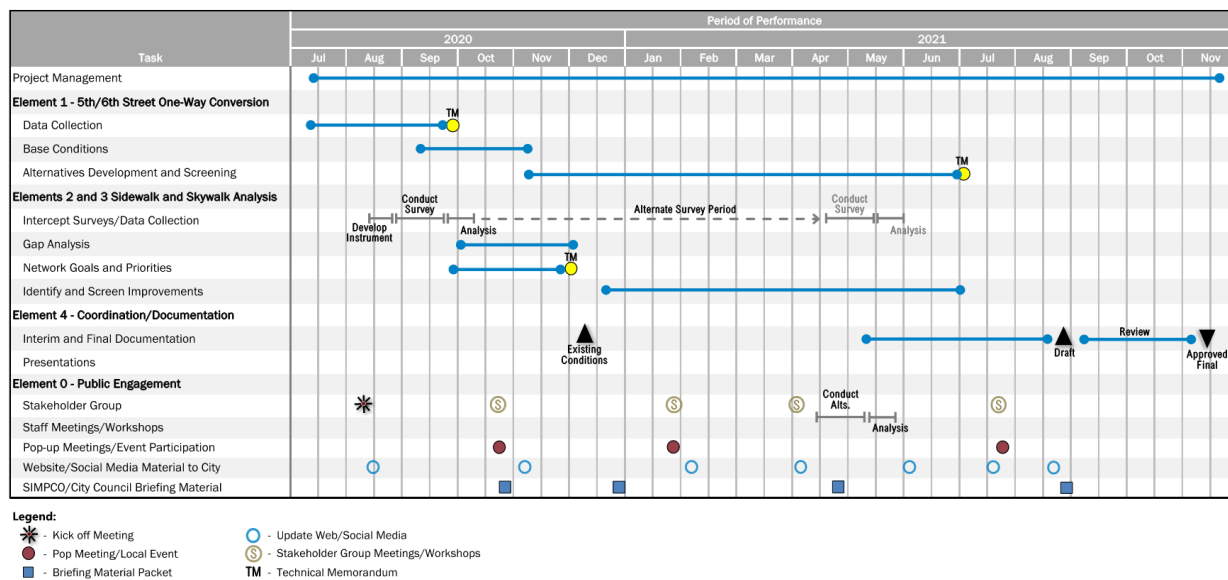 Period of Performance
2020 2021
Task Jul Aug Sep Oct Nov Dec Jan Feb Mar Apr May Jun Jul Aug Sep Oct Nov
Project Management
Element 1 - 5th/6th Street One-Way Conversion
TM
Data Collection
Base Conditions
TM
Alternatives Development and Screening
Elements 2 and 3 Sidewalk and Skywalk Analysis
Conduct Survey
Conduct Survey
Intercept Surveys/Data Collection
Alternate Survey Period
Develop Instrument
Analysis
Analysis
Gap Analysis
TM
Network Goals and Priorities
Identify and Screen Improvements
Element 4 - Coordination/Documentation
Interim and Final Documentation
Review
Existing Conditions
Draft
Approved Final
Presentations
Element 0 - Public Engagement
Conduct Alts.
Stakeholder Group S S S S
Staff Meetings/Workshops
Analysis
Pop-up Meetings/Event Participation
Website/Social Media Material to City
SIMPCO/City Council Briefing Material
Legend:
- Kick off Meeting
- Update Web/Social Media
- Pop Meeting/Local Event
S - Stakeholder Group Meetings/Workshops
- Briefing Material Packet
TM - Technical Memorandum